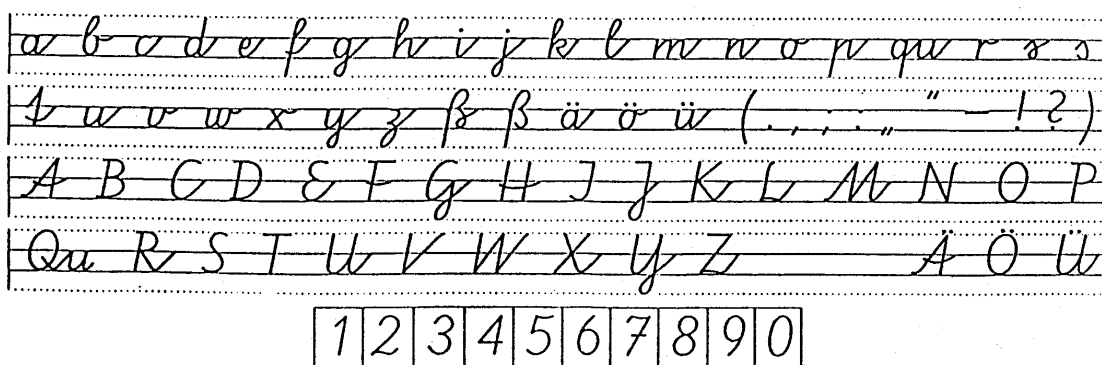 a b c d e f g h i j k l m n o p qu r s s
t u v w x y z ß ß ä ö ü ( . , ; : „ “ – ! ? )
A B C D E F G H I J K L M N O P
Qu R S T U V W X Y Z Ä Ö Ü
1 2 3 4 5 6 7 8 9 0